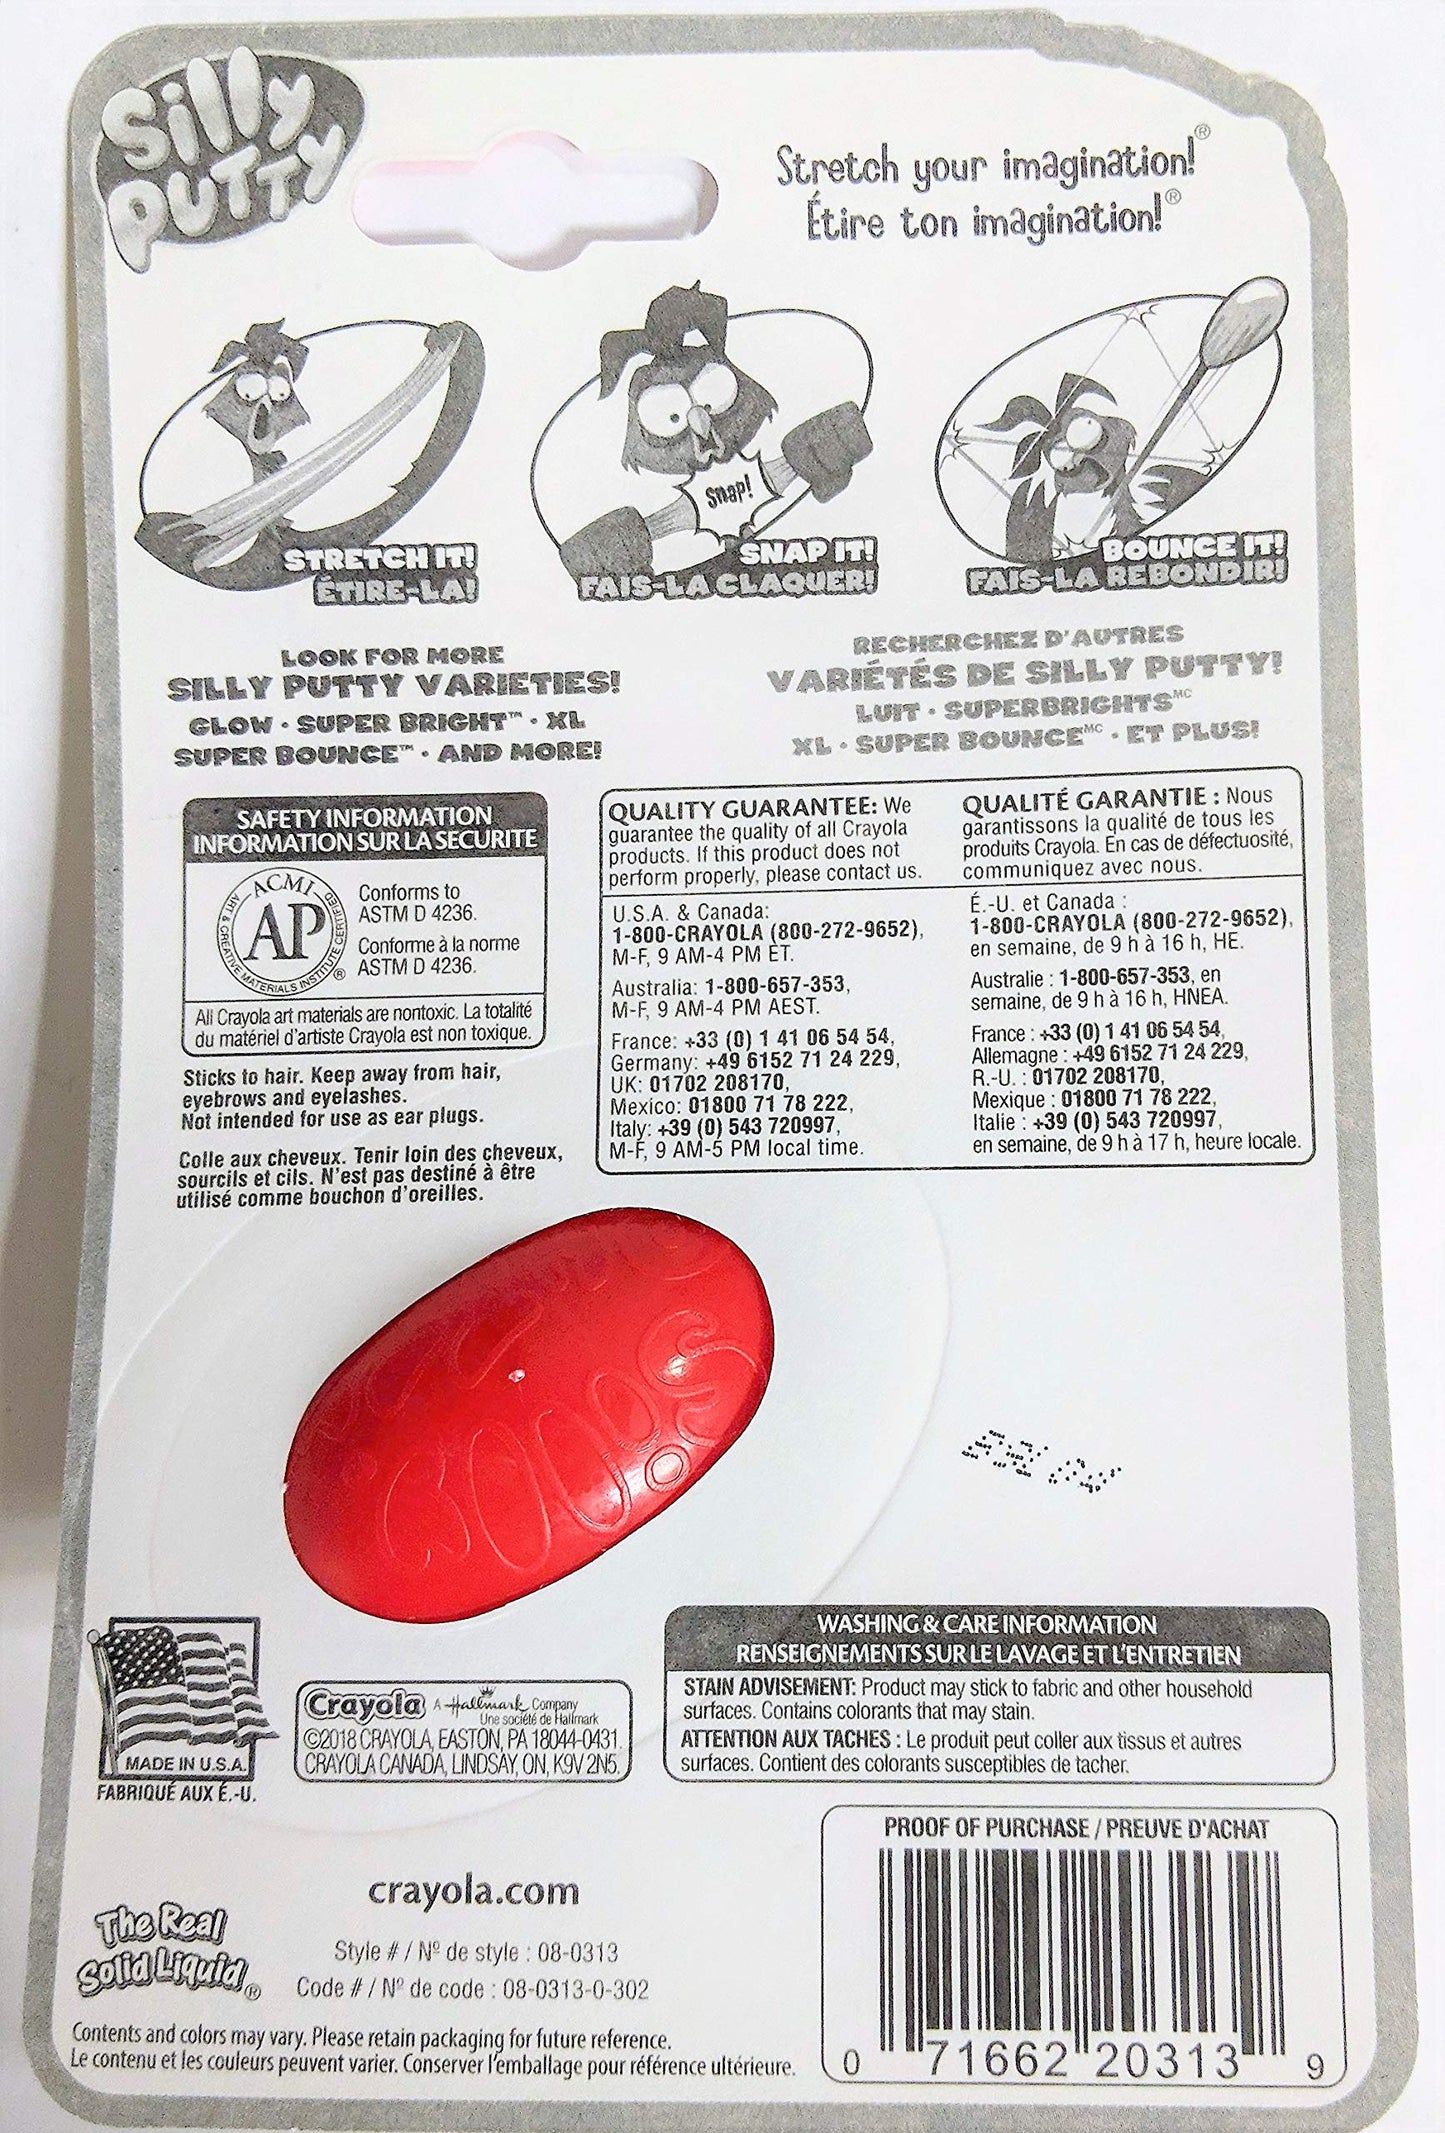 Silly
PUTTY
Stretch your imagination!®
Étire ton imagination!®
Snap!
STRETCH IT!
ÉTIRE-LA!
SNAP IT!
FAIS-LA CLAQUER!
BOUNCE IT!
FAIS-LA REBONDIR!
LOOK FOR MORE
SILLY PUTTY VARIETIES!
GLOW · SUPER BRIGHT™ · XL
SUPER BOUNCE™ · AND MORE!
RECHERCHEZ D'AUTRES
VARIÉTÉS DE SILLY PUTTY!
LUIT · SUPERBRIGHTS MC
XL · SUPER BOUNCE MC · ET PLUS!
SAFETY INFORMATION
INFORMATION SUR LA SECURITE
ACMI
AP
ART & CREATIVE MATERIALS INSTITUTE CERTIFIED
®
Conforms to
ASTM D 4236.
Conforme à la norme
ASTM D 4236.
All Crayola art materials are nontoxic. La totalité
du matériel d'artiste Crayola est non toxique.
Sticks to hair. Keep away from hair,
eyebrows and eyelashes.
Not intended for use as ear plugs.
Colle aux cheveux. Tenir loin des cheveux,
sourcils et cils. N'est pas destiné à être
utilisé comme bouchon d'oreilles.
QUALITY GUARANTEE: We
guarantee the quality of all Crayola
products. If this product does not
perform properly, please contact us.
U.S.A. & Canada:
1-800-CRAYOLA (800-272-9652),
M-F, 9 AM-4 PM ET.
Australia: 1-800-657-353,
M-F, 9 AM-4 PM AEST.
France: +33 (0) 1 41 06 54 54,
Germany: +49 6152 71 24 229,
UK: 01702 208170,
Mexico: 01800 71 78 222,
Italy: +39 (0) 543 720997,
M-F, 9 AM-5 PM local time.
QUALITÉ GARANTIE : Nous
garantissons la qualité de tous les
produits Crayola. En cas de défectuosité,
communiquez avec nous.
É.-U. et Canada :
1-800-CRAYOLA (800-272-9652),
en semaine, de 9 h à 16 h, HE.
Australie : 1-800-657-353, en
semaine, de 9 h à 16 h, HNEA.
France : +33 (0) 1 41 06 54 54,
Allemagne : +49 6152 71 24 229,
R.-U. : 01702 208170,
Mexique : 01800 71 78 222,
Italie : +39 (0) 543 720997,
en semaine, de 9 h à 17 h, heure locale.
MADE IN U.S.A.
FABRIQUÉ AUX É.-U.
Crayola A Hallmark Company
Une société de Hallmark
©2018 CRAYOLA, EASTON, PA 18044-0431.
CRAYOLA CANADA, LINDSAY, ON, K9V 2N5.
WASHING & CARE INFORMATION
RENSEIGNEMENTS SUR LE LAVAGE ET L'ENTRETIEN
STAIN ADVISEMENT: Product may stick to fabric and other household
surfaces. Contains colorants that may stain.
ATTENTION AUX TACHES : Le produit peut coller aux tissus et autres
surfaces. Contient des colorants susceptibles de tacher.
crayola.com
The Real
Solid Liquid®
Style # / Nº de style : 08-0313
Code # / Nº de code : 08-0313-0-302
Contents and colors may vary. Please retain packaging for future reference.
Le contenu et les couleurs peuvent varier. Conserver l'emballage pour référence ultérieure.
PROOF OF PURCHASE / PREUVE D'ACHAT
0 71662 20313 9